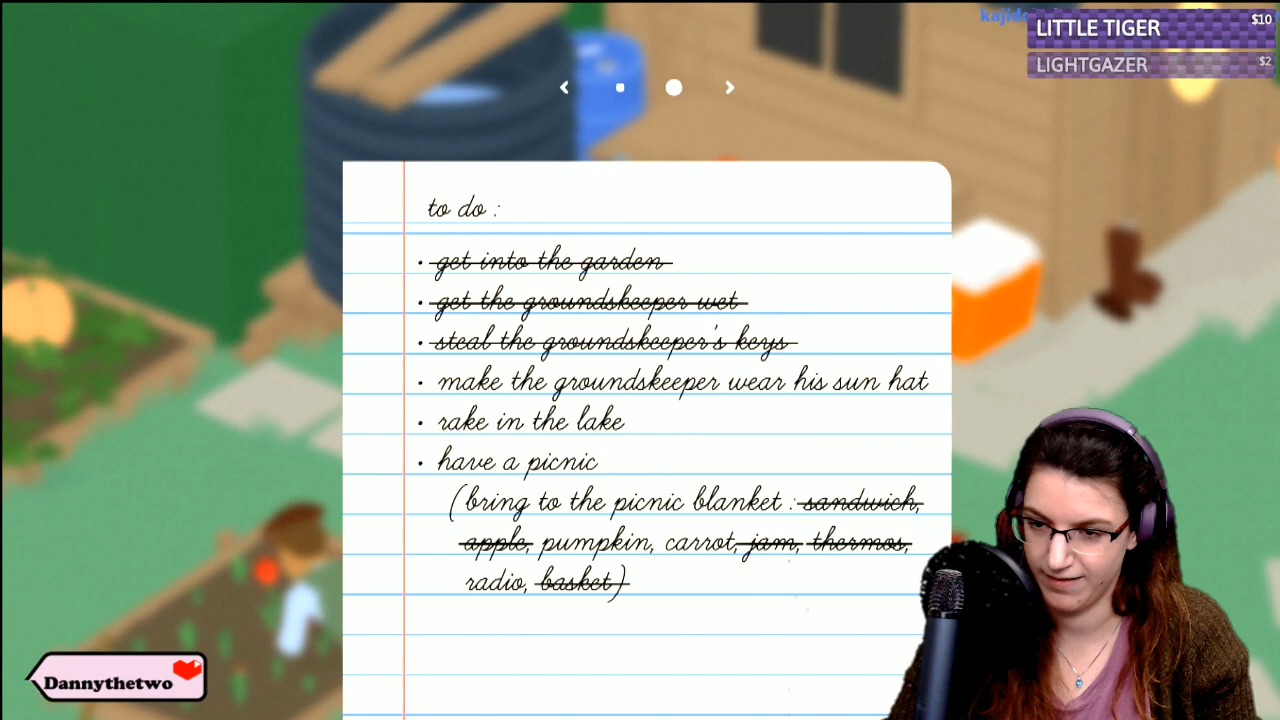 LITTLE TIGER $10
LIGHTGAZER $2
to do :
• get into the garden
• get the groundskeeper wet
• steal the groundskeeper's keys
• make the groundskeeper wear his sun hat
• rake in the lake
• have a picnic
(bring to the picnic blanket : sandwich,
apple, pumpkin, carrot, jam, thermos,
radio, basket)
Dannythetwo